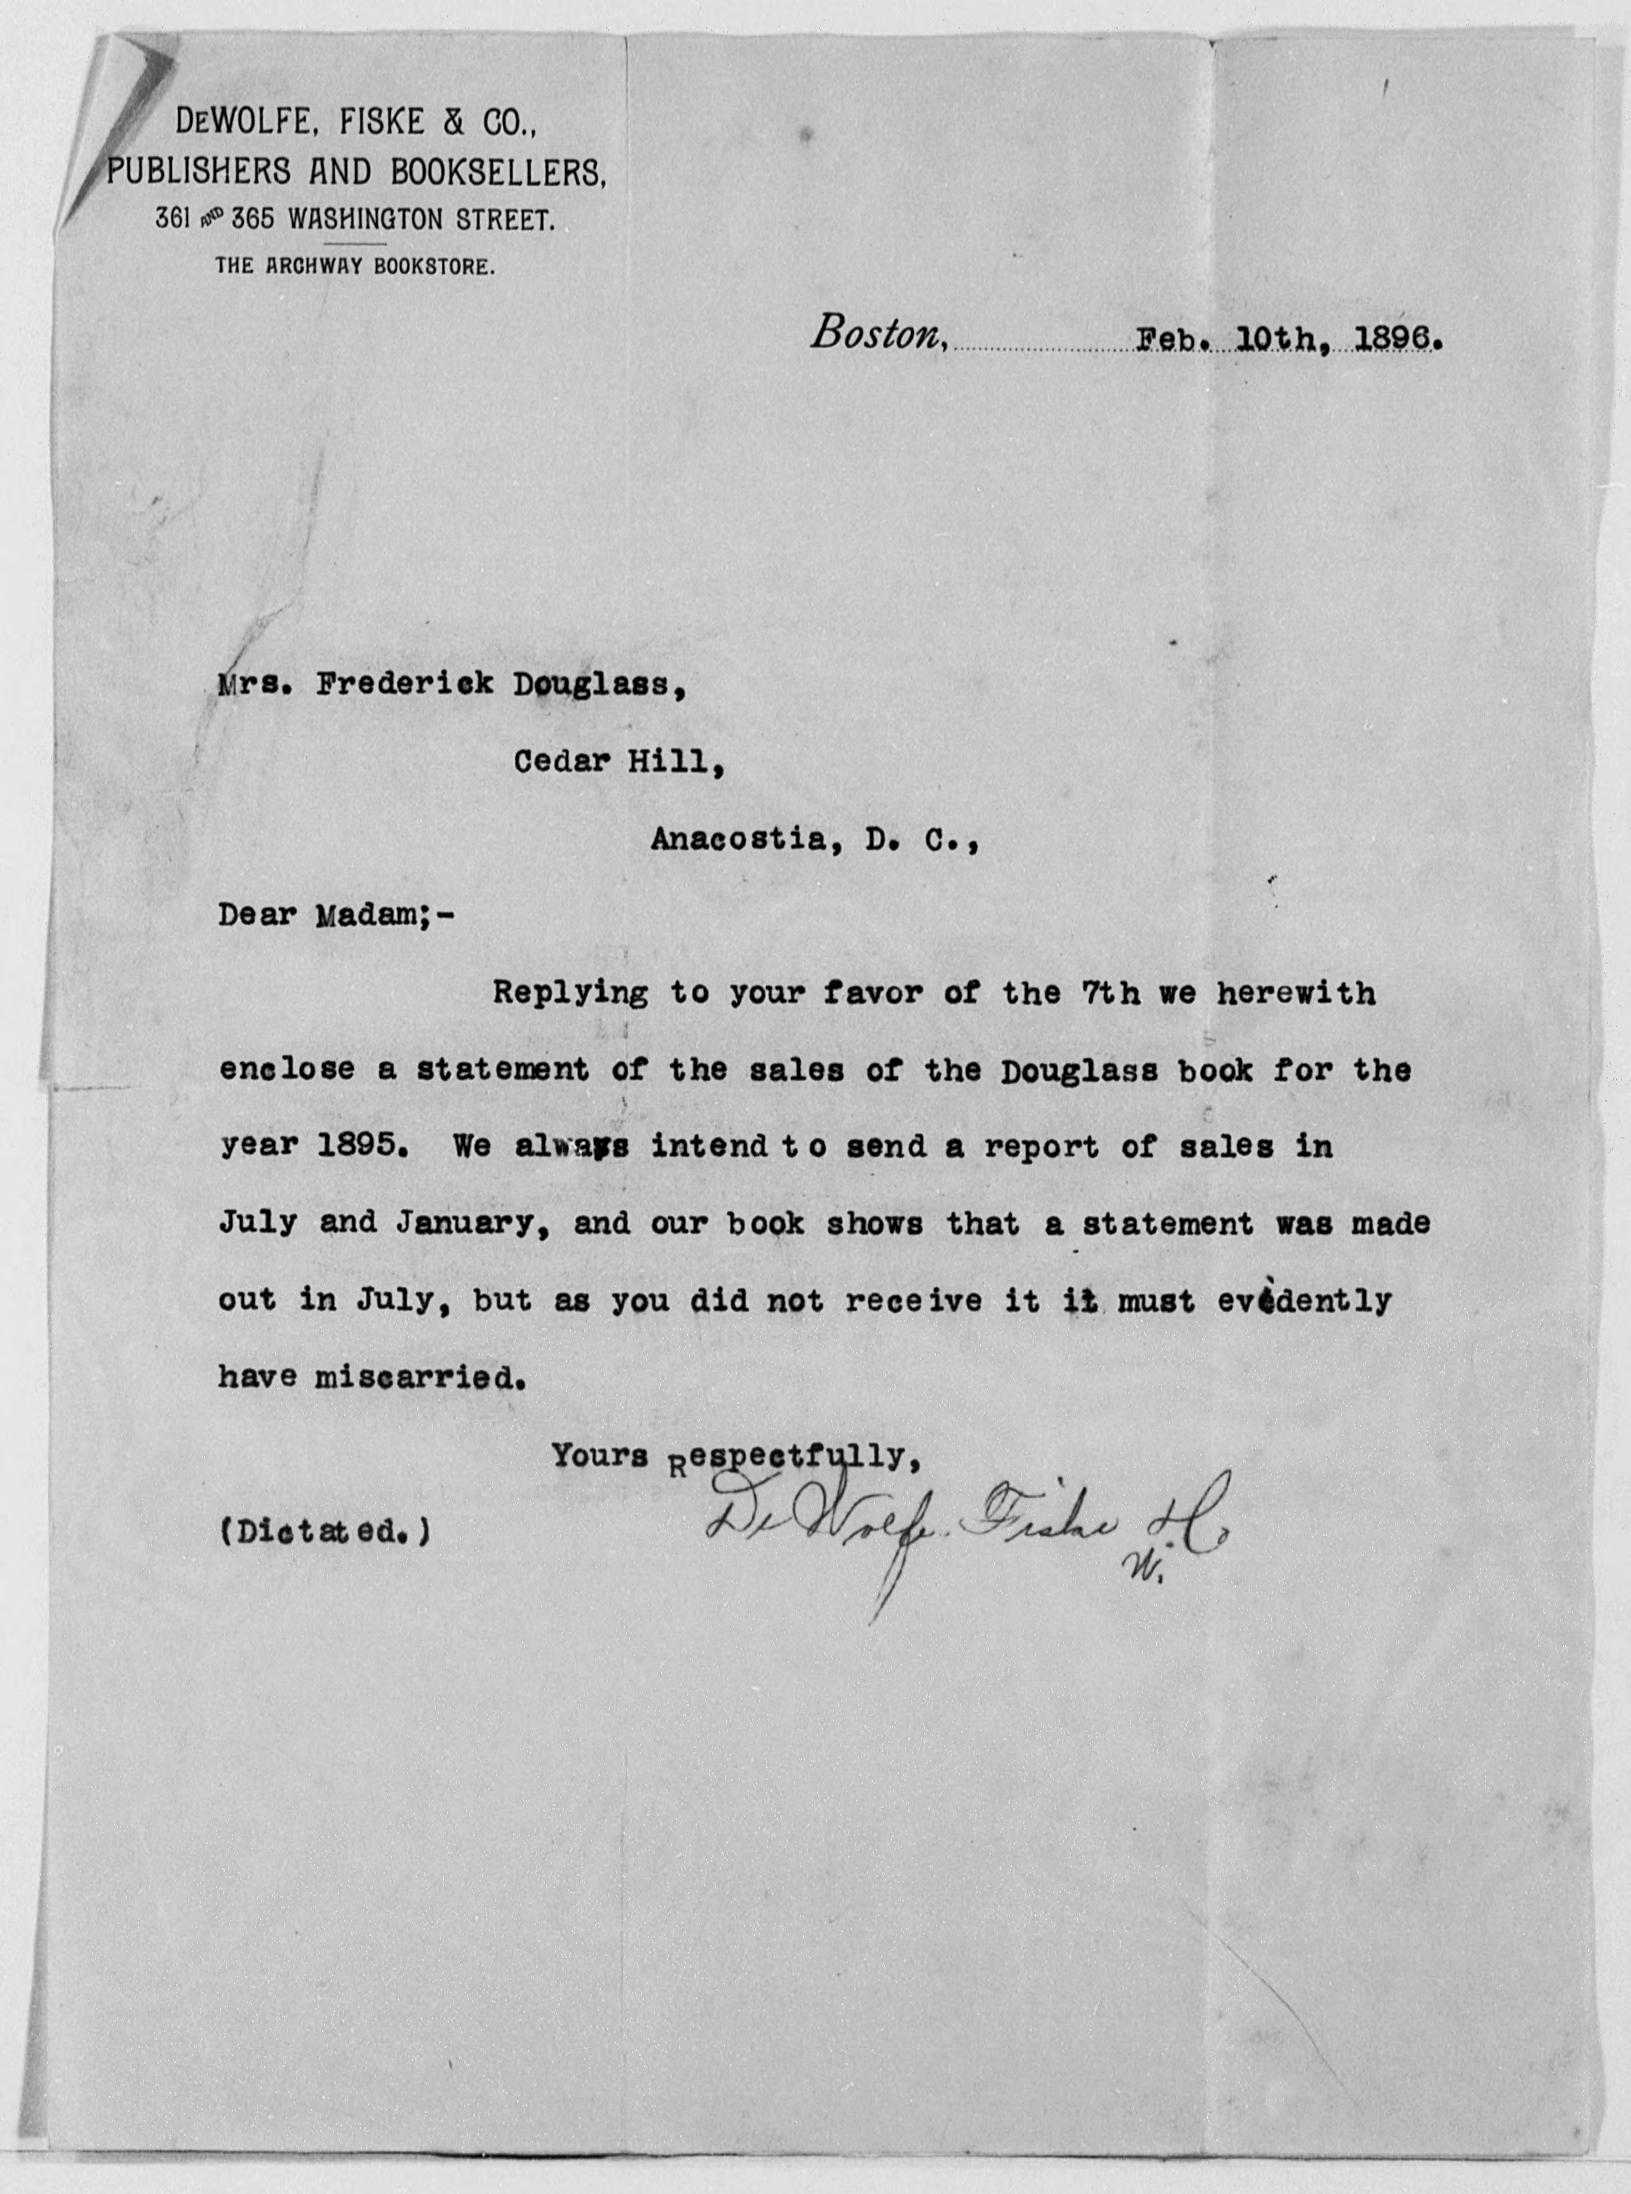 DEWOLFE, FISKE & CO.,
PUBLISHERS AND BOOKSELLERS,
361 AND 365 WASHINGTON STREET.
THE ARCHWAY BOOKSTORE.
Boston, Feb. 10th, 1896.
Mrs. Frederick Douglass,
Cedar Hill,
Anacostia, D. C.,
Dear Madam;-
Replying to your favor of the 7th we herewith
enclose a statement of the sales of the Douglass book for the
year 1895. We always intend to send a report of sales in
July and January, and our book shows that a statement was made
out in July, but as you did not receive it it must evidently
have miscarried.
Yours Respectfully,
(Dictated.) De Wolfe. Fiske & Co
W.